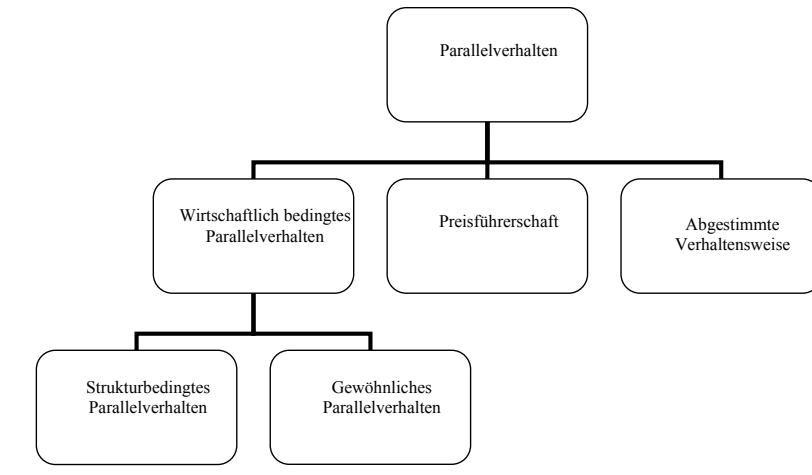 Parallelverhalten
Wirtschaftlich bedingtes
Parallelverhalten
Preisführerschaft
Abgestimmte
Verhaltensweise
Strukturbedingtes
Parallelverhalten
Gewöhnliches
Parallelverhalten